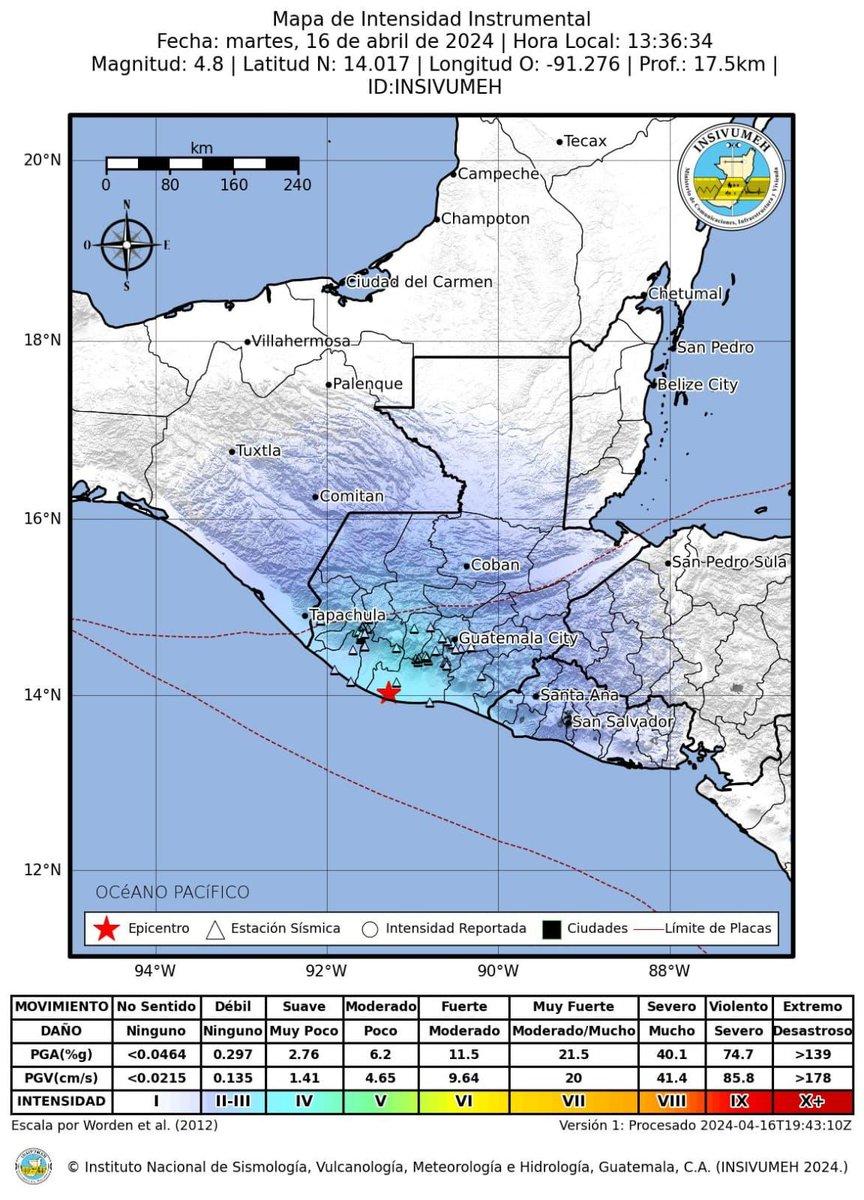 Mapa de Intensidad Instrumental
Fecha: martes, 16 de abril de 2024 | Hora Local: 13:36:34
Magnitud: 4.8 | Latitud N: 14.017 | Longitud O: -91.276 | Prof.: 17.5km |
ID:INSIVUMEH
20°N
18°N
16°N
14°N
12°N
km
0 80 160 240
N
O E
S
INSIVUMEH
Ministerio de Comunicaciones, Infraestructura y Vivienda
Tecax
Campeche
Champoton
Ciudad del Carmen
Chetumal
Villahermosa
San Pedro
Palenque
Belize City
Tuxtla
Comitan
Coban
San Pedro Sula
Tapachula
Guatemala City
Santa Ana
San Salvador
OCéANO PACíFICO
Epicentro Estación Sísmica Intensidad Reportada Ciudades Límite de Placas
94°W 92°W 90°W 88°W
MOVIMIENTO No Sentido Débil Suave Moderado Fuerte Muy Fuerte Severo Violento Extremo
DAÑO Ninguno Ninguno Muy Poco Poco Moderado Moderado/Mucho Mucho Severo Desastroso
PGA(%g) <0.0464 0.297 2.76 6.2 11.5 21.5 40.1 74.7 >139
PGV(cm/s) <0.0215 0.135 1.41 4.65 9.64 20 41.4 85.8 >178
INTENSIDAD I II-III IV V VI VII VIII IX X+
Escala por Worden et al. (2012) Versión 1: Procesado 2024-04-16T19:43:10Z
© Instituto Nacional de Sismología, Vulcanología, Meteorología e Hidrología, Guatemala, C.A. (INSIVUMEH 2024.)